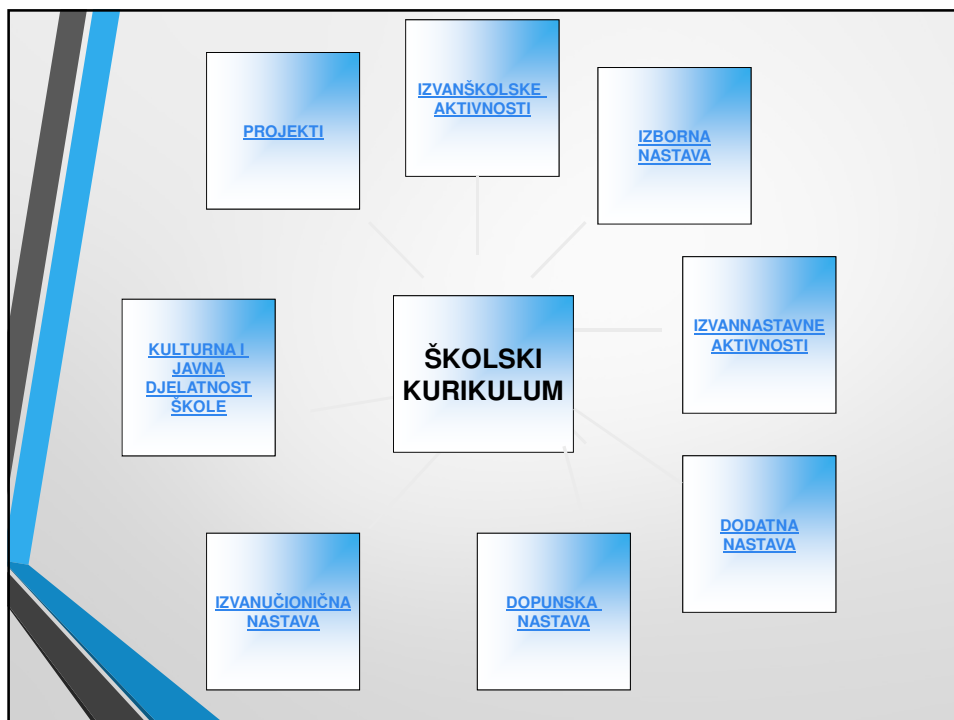 IZVANŠKOLSKE
AKTIVNOSTI
PROJEKTI
IZBORNA
NASTAVA
KULTURNA I
JAVNA
DJELATNOST
ŠKOLE
ŠKOLSKI
KURIKULUM
IZVANNASTAVNE
AKTIVNOSTI
DODATNA
NASTAVA
IZVANUČIONIČNA
NASTAVA
DOPUNSKA
NASTAVA